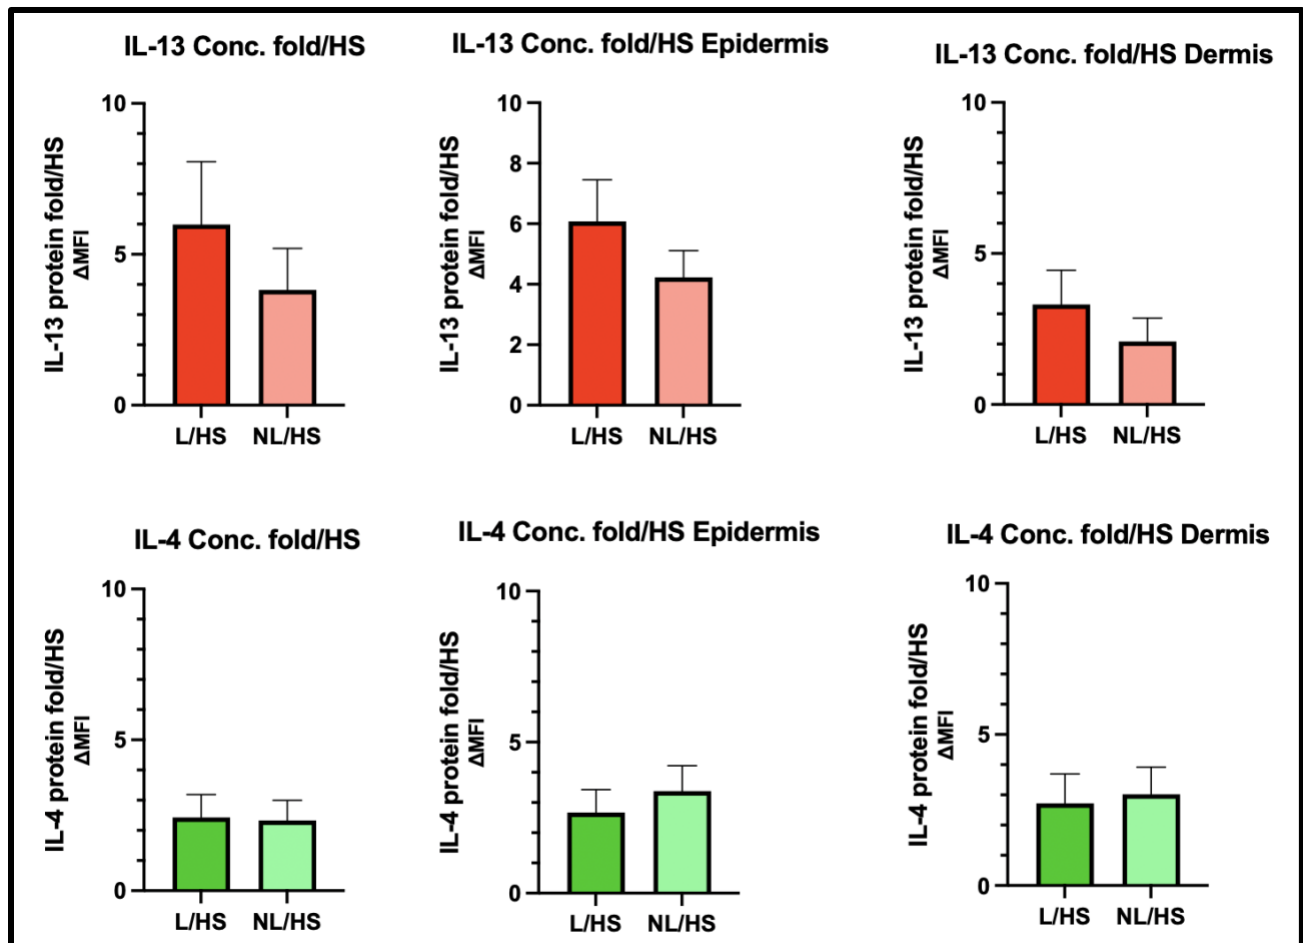 IL-13 Conc. fold/HS
IL-13 protein fold/HS
ΔMFI
10
5
0
L/HS NL/HS
IL-13 Conc. fold/HS Epidermis
IL-13 protein fold/HS
ΔMFI
10
8
6
4
2
0
L/HS NL/HS
IL-13 Conc. fold/HS Dermis
IL-13 protein fold/HS
ΔMFI
10
5
0
L/HS NL/HS
IL-4 Conc. fold/HS
IL-4 protein fold/HS
ΔMFI
10
5
0
L/HS NL/HS
IL-4 Conc. fold/HS Epidermis
IL-4 protein fold/HS
ΔMFI
10
5
0
L/HS NL/HS
IL-4 Conc. fold/HS Dermis
IL-4 protein fold/HS
ΔMFI
10
5
0
L/HS NL/HS